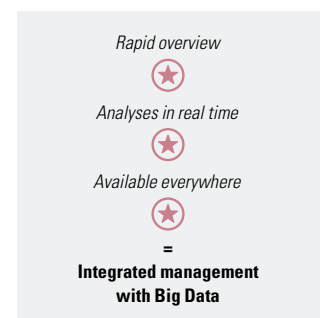 Rapid overview
Analyses in real time
Available everywhere
=
Integrated management
with Big Data